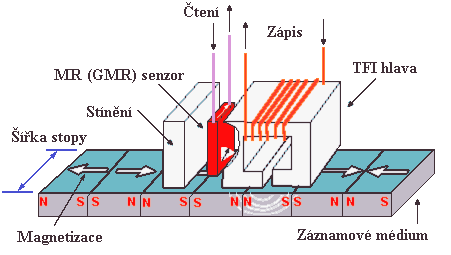 Čtení
Zápis
MR (GMR) senzor
TFI hlava
Stínění
Šířka stopy
N S S N N S S N N S S N N S
Magnetizace
Záznamové médium